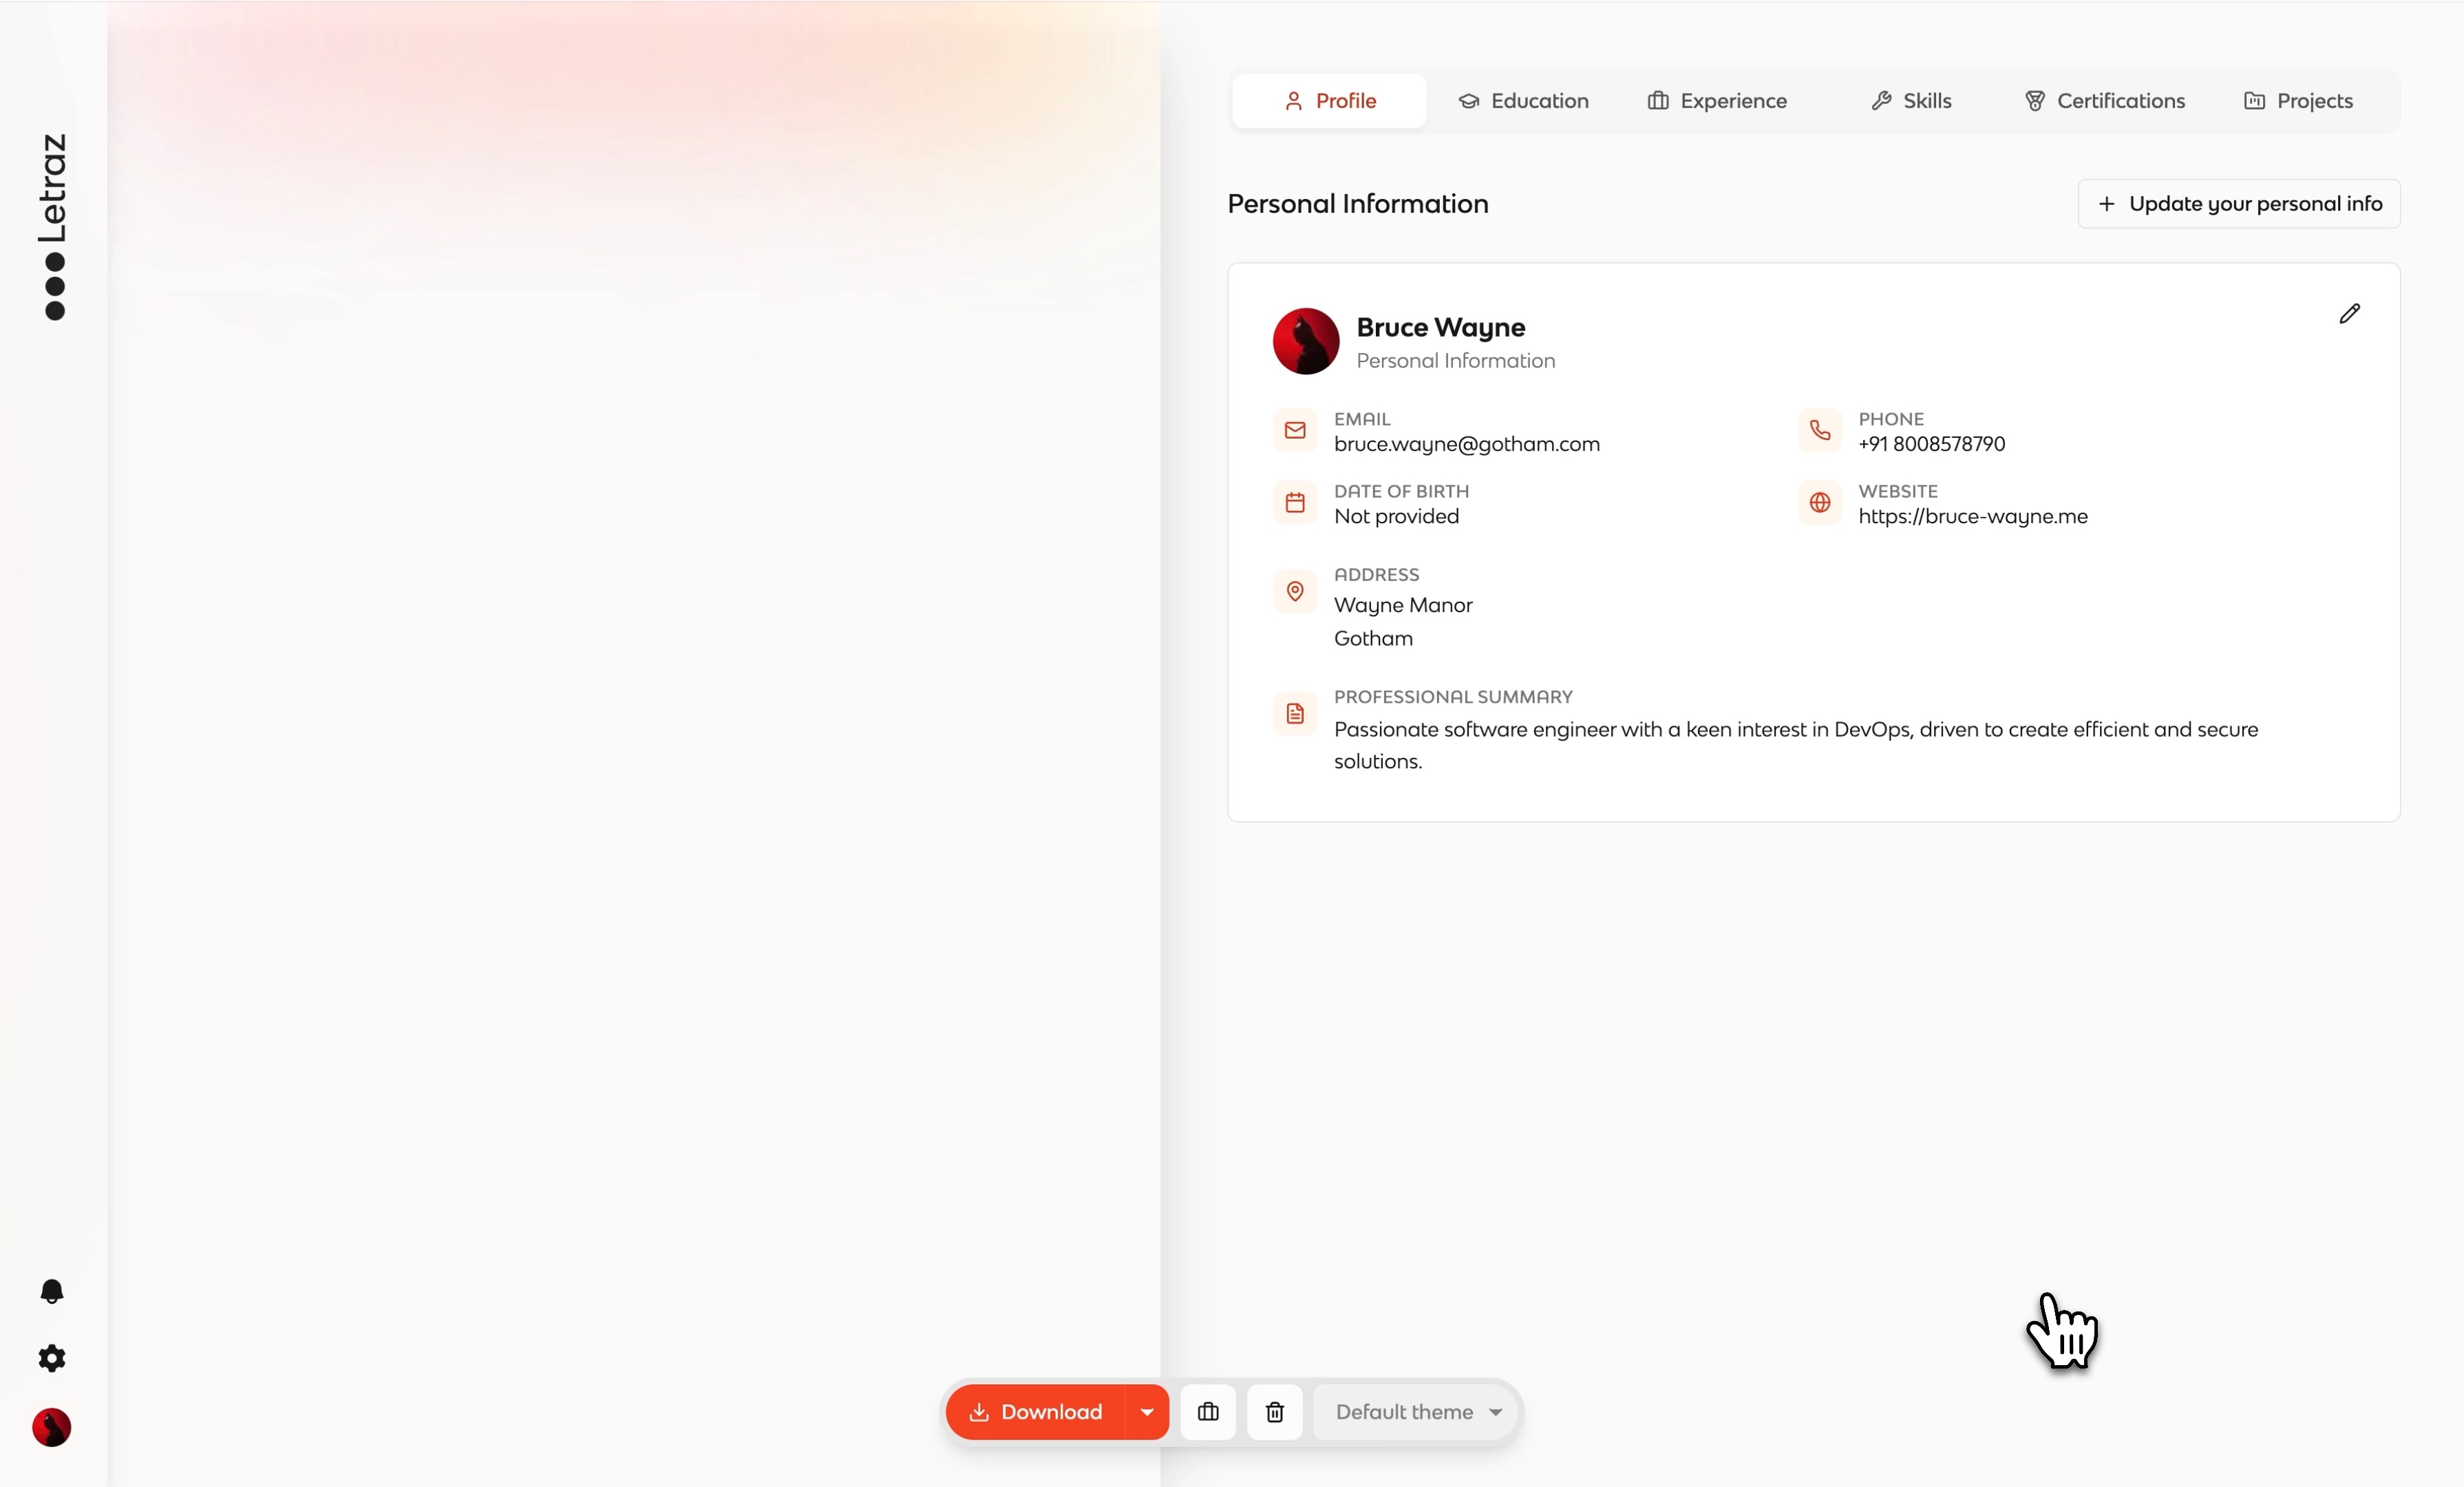 Letraz
Profile
Education
Experience
Skills
Certifications
Projects
Personal Information
Update your personal info
Bruce Wayne
Personal Information
EMAIL
bruce.wayne@gotham.com
PHONE
+91 8008578790
DATE OF BIRTH
Not provided
WEBSITE
https://bruce-wayne.me
ADDRESS
Wayne Manor
Gotham
PROFESSIONAL SUMMARY
Passionate software engineer with a keen interest in DevOps, driven to create efficient and secure
solutions.
Download
Default theme